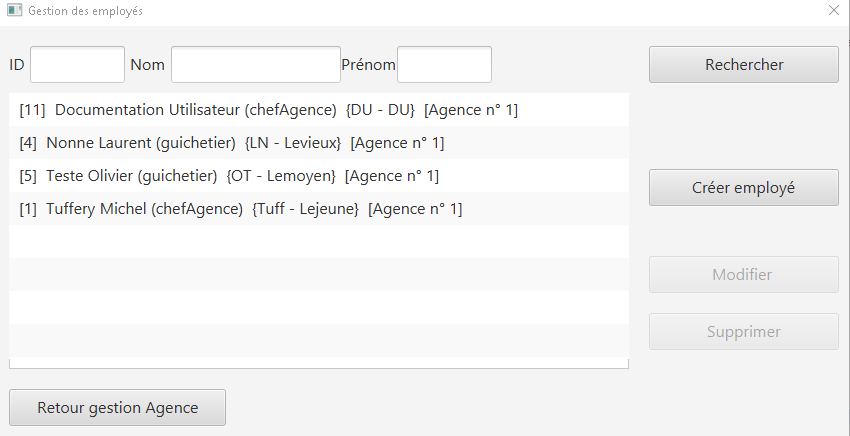 Gestion des employés
ID Nom Prénom Rechercher
[11] Documentation Utilisateur (chefAgence) {DU - DU} [Agence n° 1]
[4] Nonne Laurent (guichetier) {LN - Levieux} [Agence n° 1]
[5] Teste Olivier (guichetier) {OT - Lemoyen} [Agence n° 1]
[1] Tuffery Michel (chefAgence) {Tuff - Lejeune} [Agence n° 1]
Créer employé
Modifier
Supprimer
Retour gestion Agence